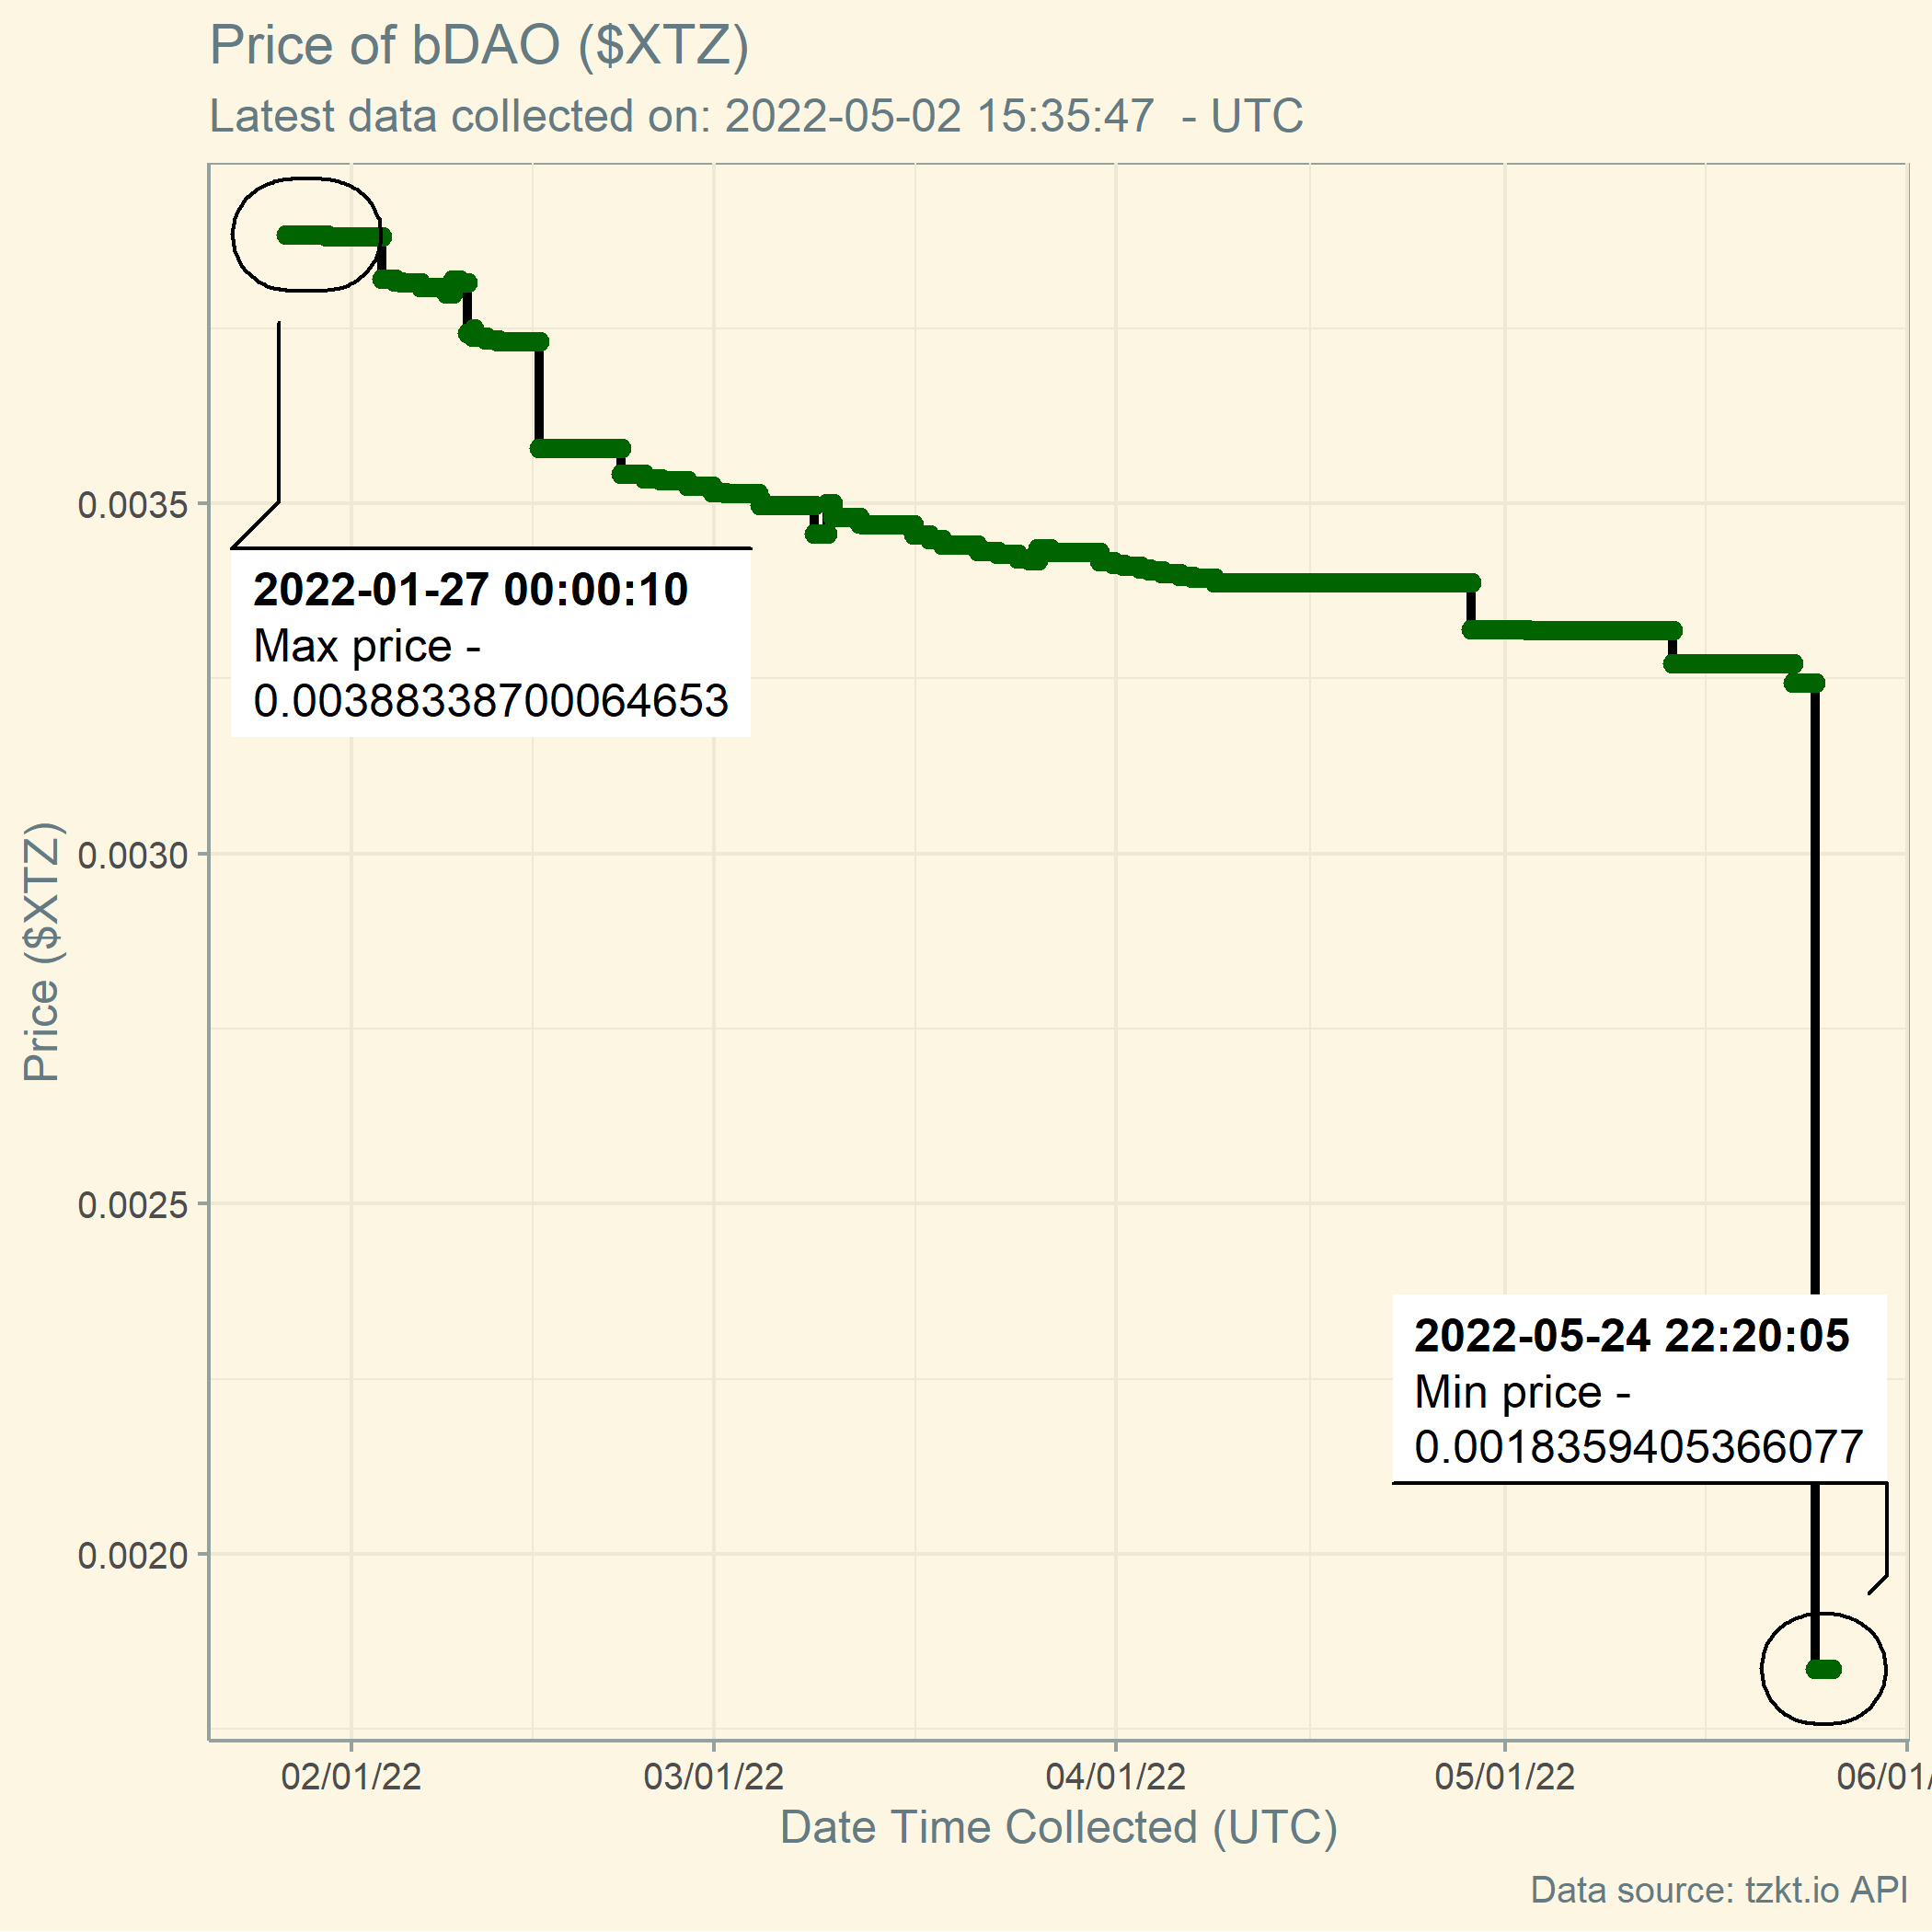 Price of bDAO ($XTZ)
Latest data collected on: 2022-05-02 15:35:47 - UTC
0.0035
2022-01-27 00:00:10
Max price -
0.00388338700064653
0.0030
Price ($XTZ)
0.0025
2022-05-24 22:20:05
Min price -
0.0018359405366077
0.0020
02/01/22 03/01/22 04/01/22 05/01/22 06/01/
Date Time Collected (UTC)
Data source: tzkt.io API